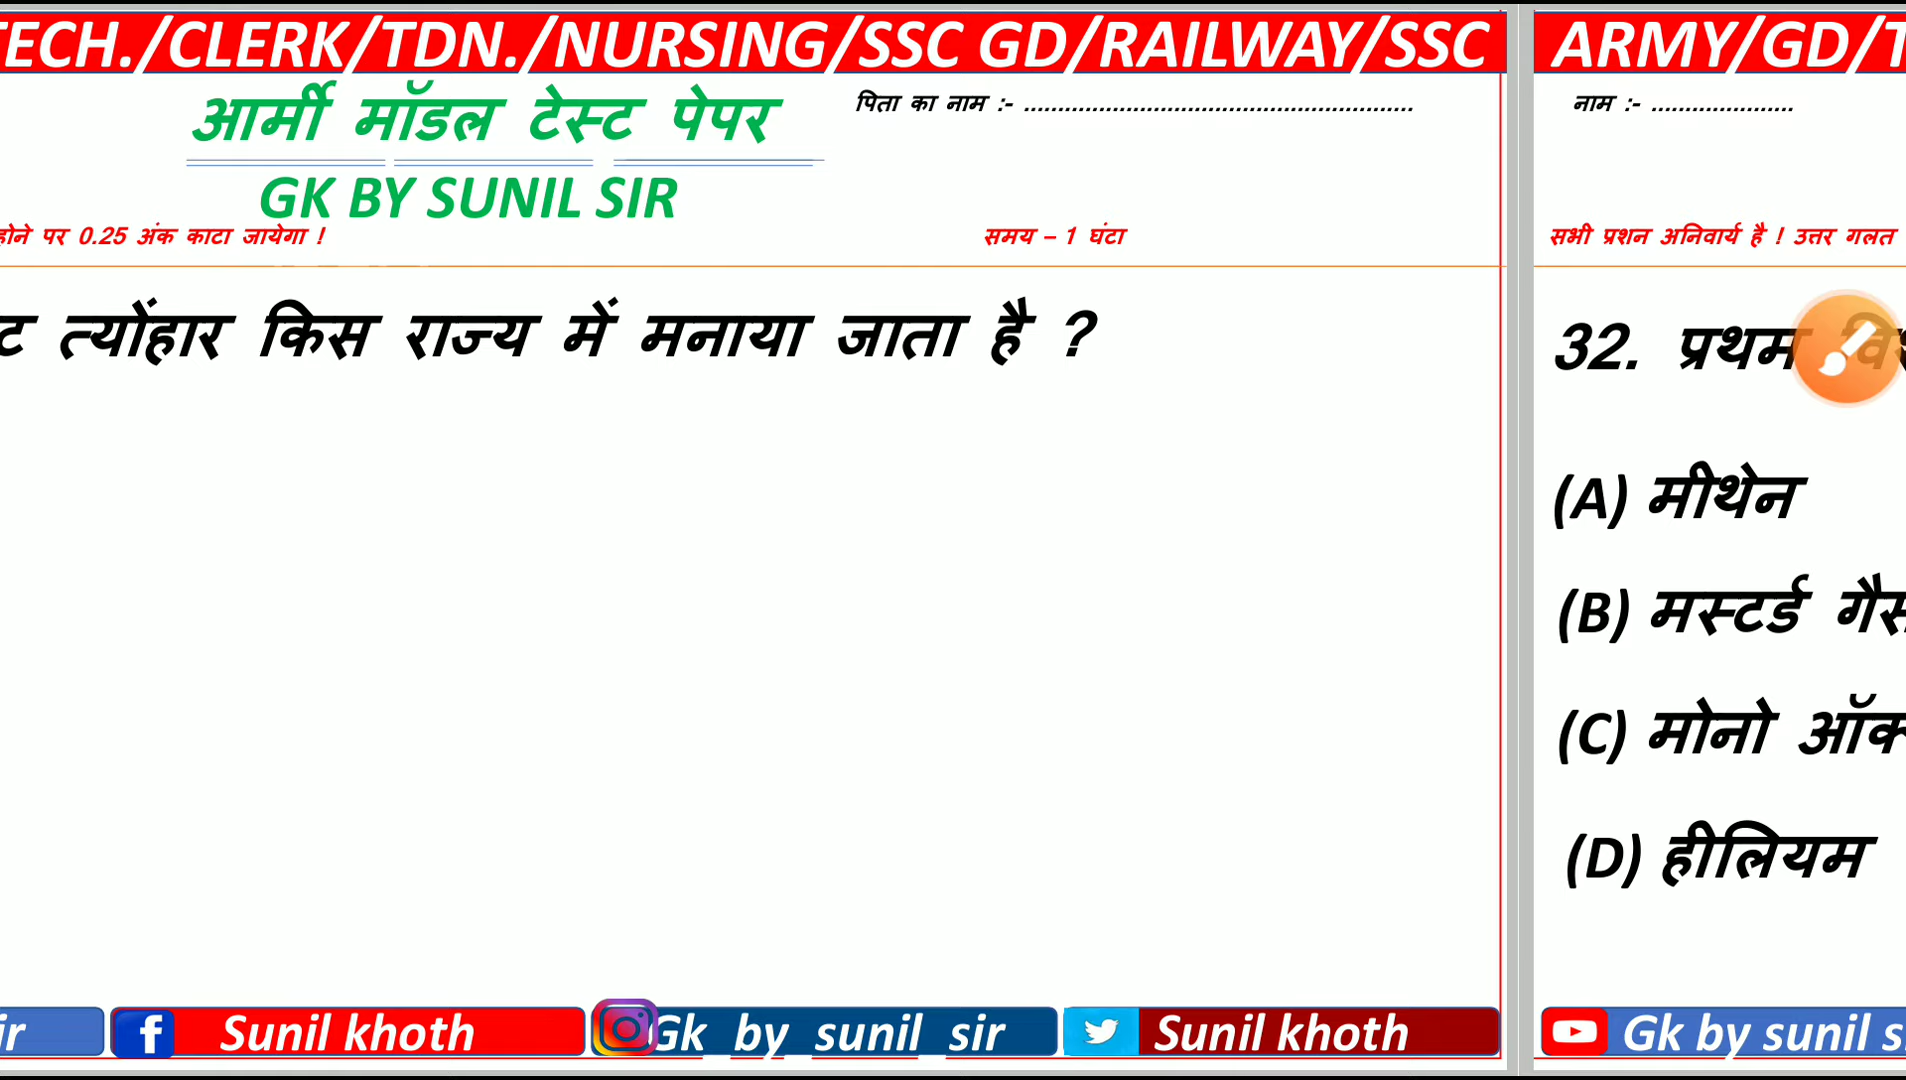 TECH./CLERK/TDN./NURSING/SSC GD/RAILWAY/SSC
आर्मी मॉडल टेस्ट पेपर
पिता का नाम :- ..........................................................
GK BY SUNIL SIR
होने पर 0.25 अंक काटा जायेगा !
समय – 1 घंटा
त्योंहार किस राज्य में मनाया जाता है ?
Sunil khoth
Gk by sunil sir
Sunil khoth
ARMY/GD/T
नाम :- .....................
सभी प्रशन अनिवार्य है ! उत्तर गलत
32. प्रथम
(A) मीथेन
(B) मस्टर्ड गैस
(C) मोनो
(D) हीलियम
Gk by sunil